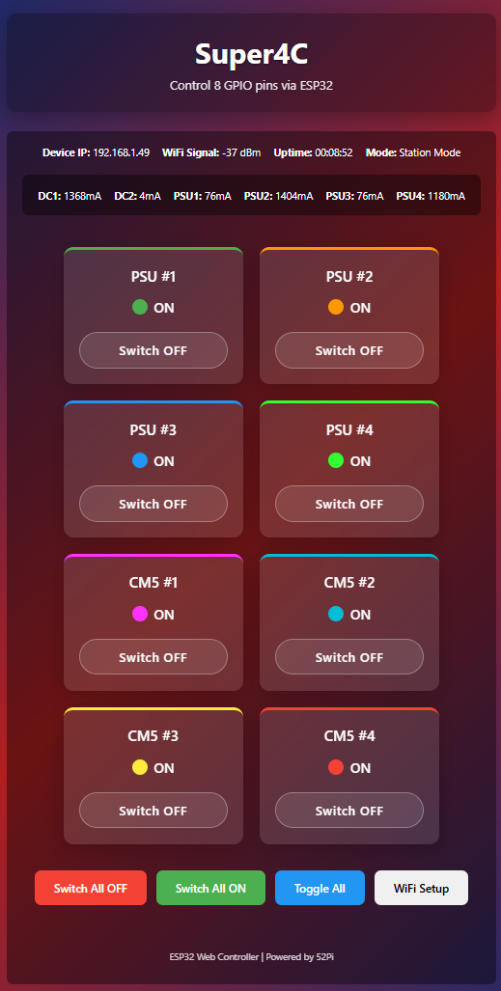 Super4C
Control 8 GPIO pins via ESP32
Device IP: 192.168.1.49 WiFi Signal: -37 dBm Uptime: 00:08:52 Mode: Station Mode
DC1: 1368mA DC2: 4mA PSU1: 76mA PSU2: 1404mA PSU3: 76mA PSU4: 1180mA
PSU #1
ON
Switch OFF
PSU #2
ON
Switch OFF
PSU #3
ON
Switch OFF
PSU #4
ON
Switch OFF
CM5 #1
ON
Switch OFF
CM5 #2
ON
Switch OFF
CM5 #3
ON
Switch OFF
CM5 #4
ON
Switch OFF
Switch All OFF
Switch All ON
Toggle All
WiFi Setup
ESP32 Web Controller | Powered by 52Pi